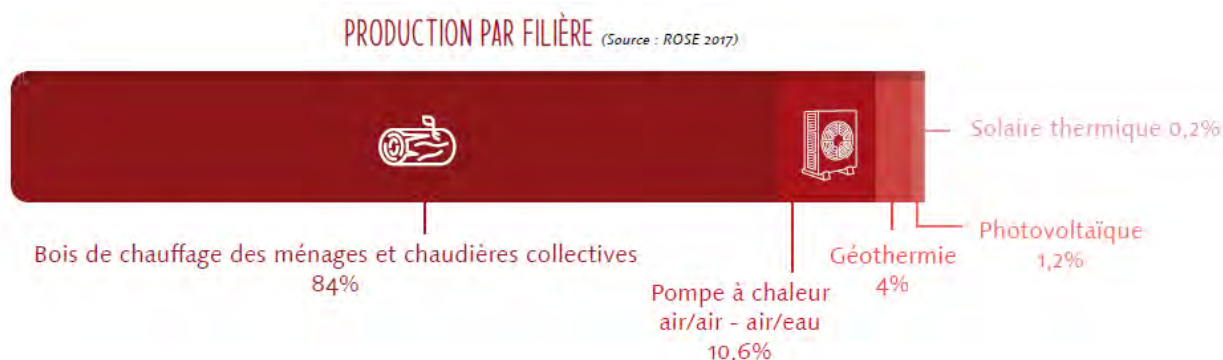 PRODUCTION PAR FILIÈRE (Source : ROSE 2017)
Solaire thermique 0,2%
Bois de chauffage des ménages et chaudières collectives
84%
Pompe à chaleur
air/air - air/eau
10,6%
Géothermie
4%
Photovoltaïque
1,2%